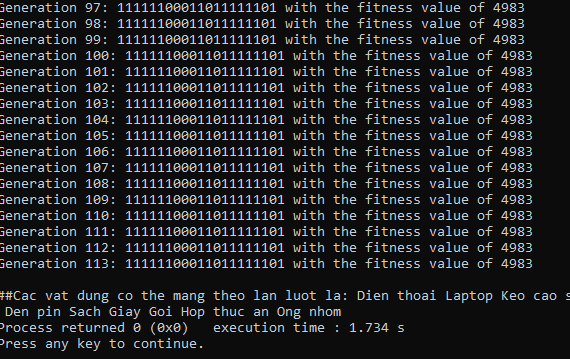 Generation 97: 11111100011011111101 with the fitness value of 4983
Generation 98: 11111100011011111101 with the fitness value of 4983
Generation 99: 11111100011011111101 with the fitness value of 4983
Generation 100: 11111100011011111101 with the fitness value of 4983
Generation 101: 11111100011011111101 with the fitness value of 4983
Generation 102: 11111100011011111101 with the fitness value of 4983
Generation 103: 11111100011011111101 with the fitness value of 4983
Generation 104: 11111100011011111101 with the fitness value of 4983
Generation 105: 11111100011011111101 with the fitness value of 4983
Generation 106: 11111100011011111101 with the fitness value of 4983
Generation 107: 11111100011011111101 with the fitness value of 4983
Generation 108: 11111100011011111101 with the fitness value of 4983
Generation 109: 11111100011011111101 with the fitness value of 4983
Generation 110: 11111100011011111101 with the fitness value of 4983
Generation 111: 11111100011011111101 with the fitness value of 4983
Generation 112: 11111100011011111101 with the fitness value of 4983
Generation 113: 11111100011011111101 with the fitness value of 4983
##Cac vat dung co the mang theo lan luot la: Dien thoai Laptop Keo cao s
Den pin Sach Giay Goi Hop thuc an Ong nhom
Process returned 0 (0x0)   execution time : 1.734 s
Press any key to continue.